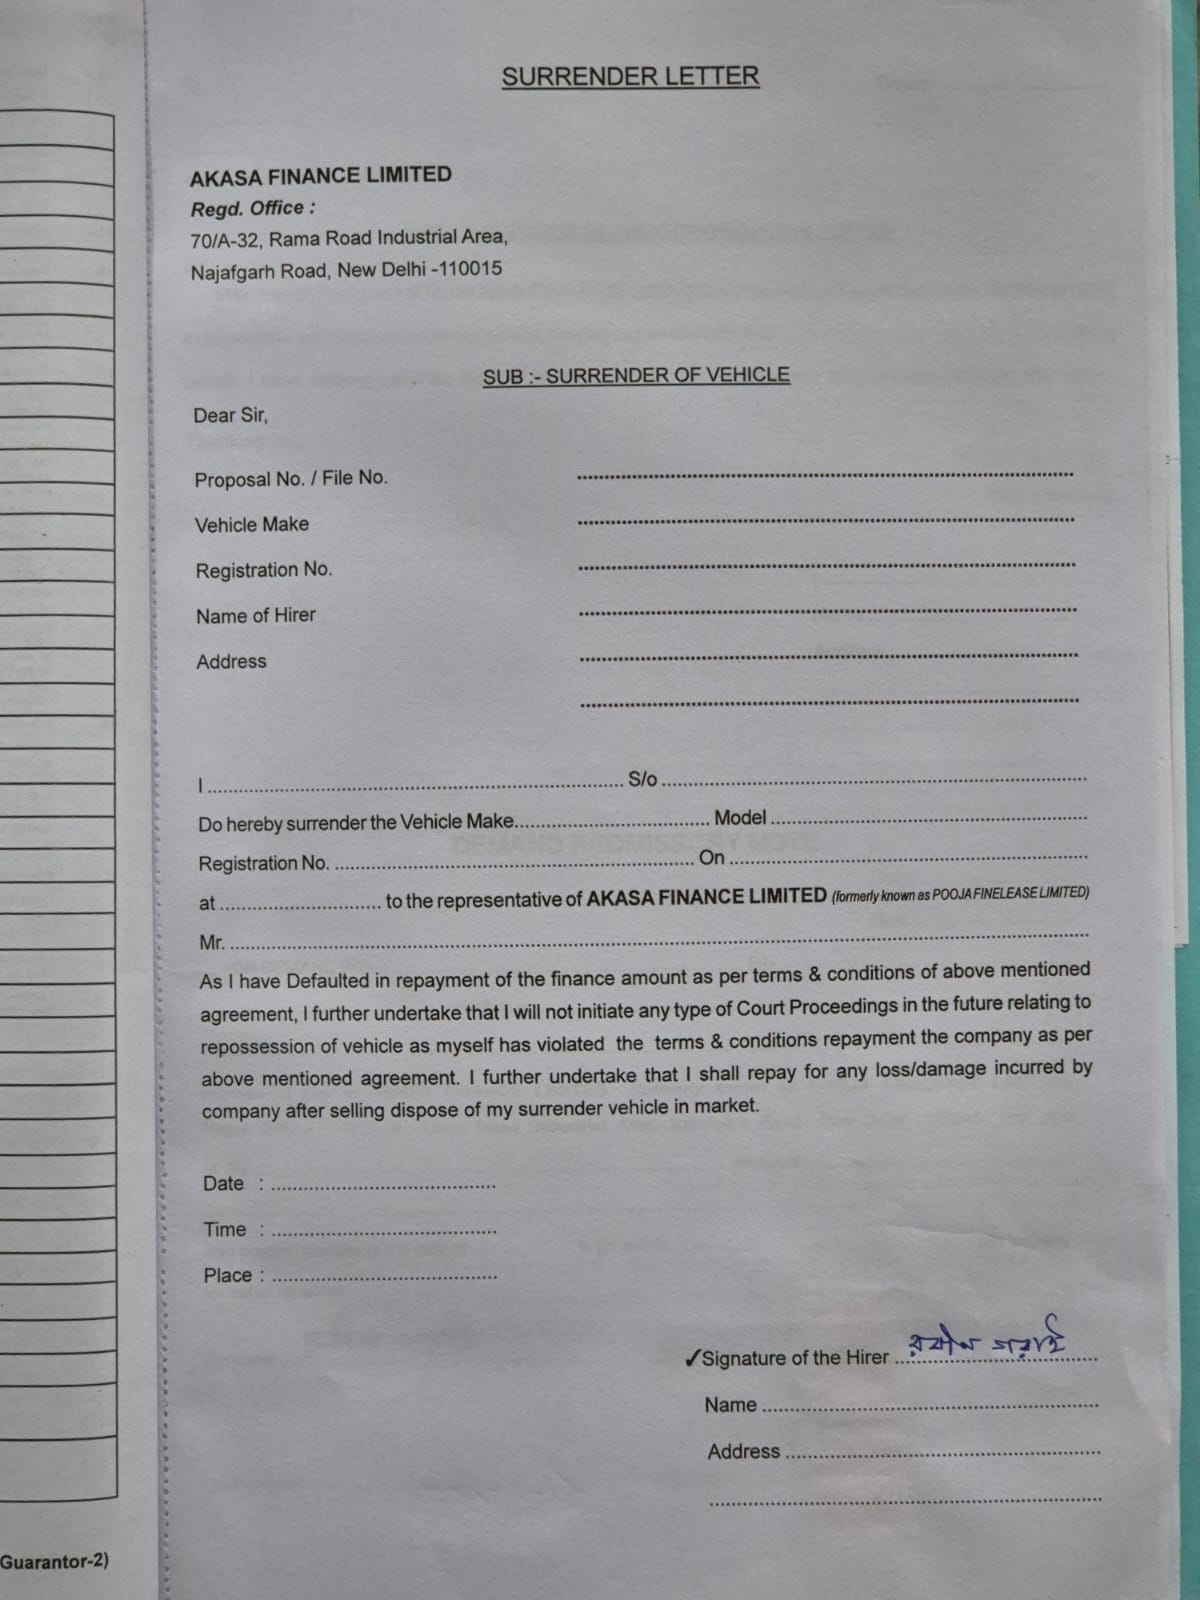 SURRENDER LETTER
AKASA FINANCE LIMITED
Regd. Office :
70/A-32, Rama Road Industrial Area,
Najafgarh Road, New Delhi -110015
SUB :- SURRENDER OF VEHICLE
Dear Sir,
Proposal No. / File No.
Vehicle Make
Registration No.
Name of Hirer
Address
I ........ S/o ........
Do hereby surrender the Vehicle Make........ Model ........
Registration No. ........ On ........
at ........ to the representative of AKASA FINANCE LIMITED (formerly known as POOJA FINELEASE LIMITED)
Mr. ........
As I have Defaulted in repayment of the finance amount as per terms & conditions of above mentioned
agreement, I further undertake that I will not initiate any type of Court Proceedings in the future relating to
repossession of vehicle as myself has violated the terms & conditions repayment the company as per
above mentioned agreement. I further undertake that I shall repay for any loss/damage incurred by
company after selling dispose of my surrender vehicle in market.
Date : ........
Time : ........
Place : ........
✓Signature of the Hirer ........
Name ........
Address ........
Guarantor-2)